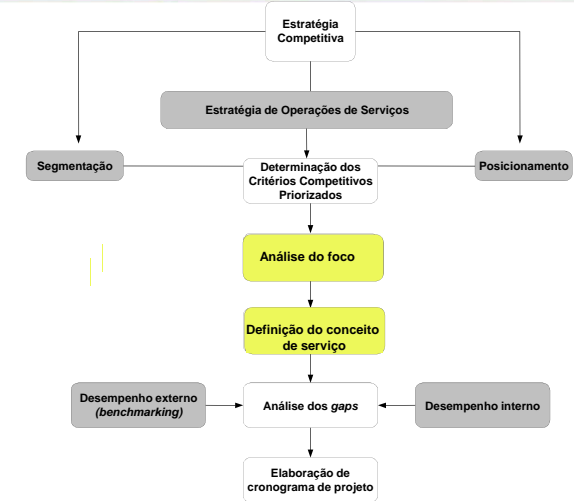 Estratégia
Competitiva
Estratégia de Operações de Serviços
Segmentação
Determinação dos
Critérios Competitivos
Priorizados
Posicionamento
Análise do foco
Definição do conceito
de serviço
Desempenho externo
(benchmarking)
Análise dos gaps
Desempenho interno
Elaboração de
cronograma de projeto